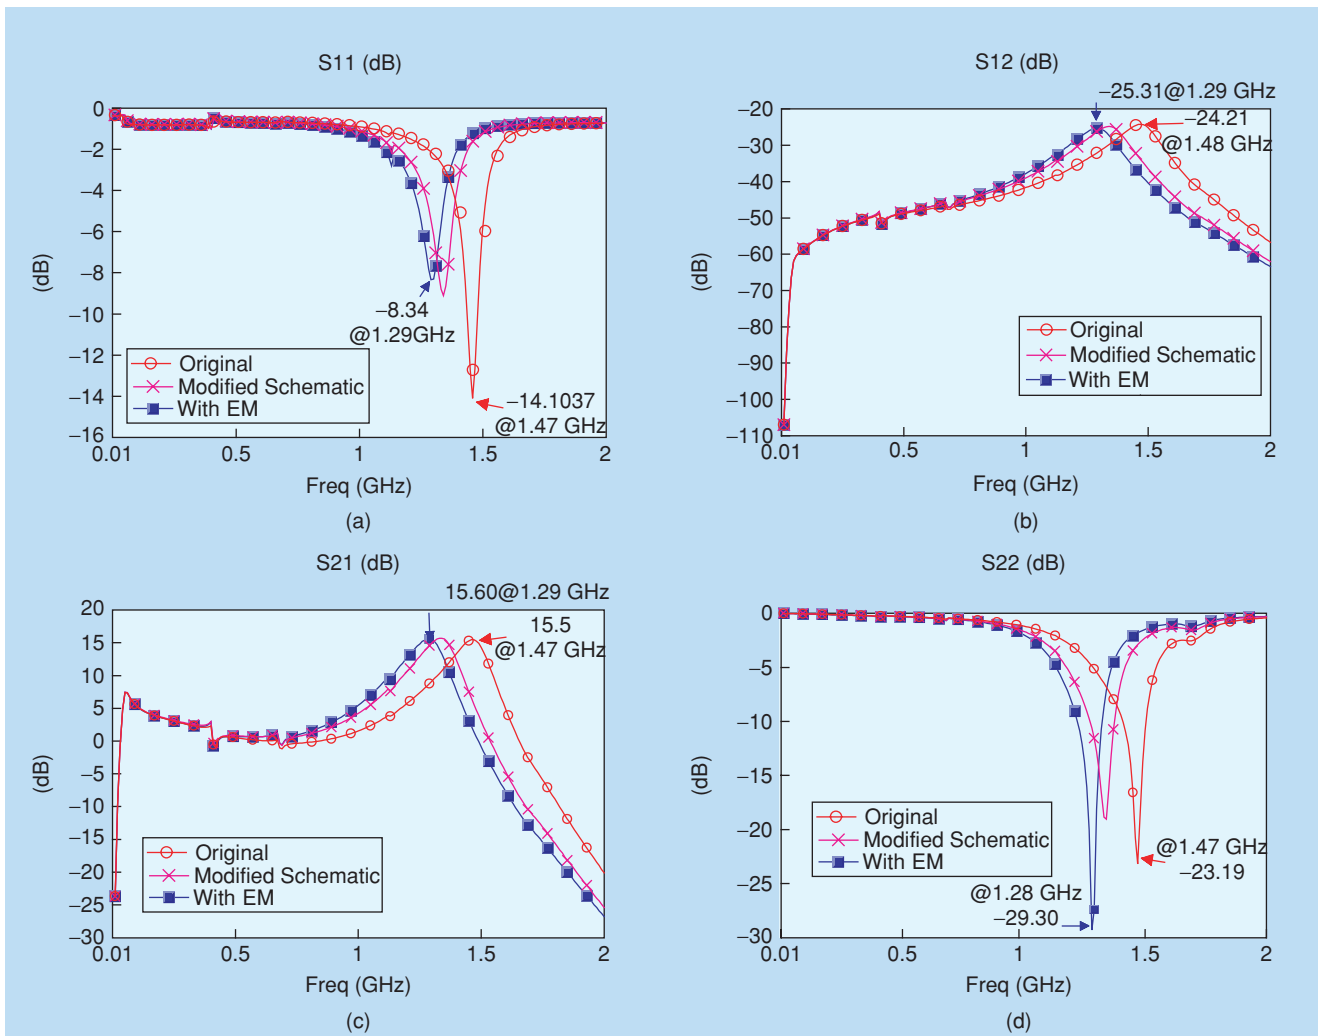 S11 (dB)
0
−2
−4
−6
−8
−10
−12
−14
−16
(dB)
−8.34
@1.29GHz
Original
Modified Schematic
With EM
−14.1037
@1.47 GHz
0.01
0.5
1
1.5
2
Freq (GHz)
(a)
S12 (dB)
−25.31@1.29 GHz
−24.21
@1.48 GHz
−20
−30
−40
−50
−60
−70
−80
−90
−100
−110
(dB)
Original
Modified Schematic
With EM
0.01
0.5
1
1.5
2
Freq (GHz)
(b)
S21 (dB)
15.60@1.29 GHz
15.5
@1.47 GHz
20
15
10
5
0
−5
−10
−15
−20
−25
−30
(dB)
Original
Modified Schematic
With EM
0.01
0.5
1
1.5
2
Freq (GHz)
(c)
S22 (dB)
0
−5
−10
−15
−20
−25
−30
(dB)
Original
Modified Schematic
With EM
@1.47 GHz
−23.19
@1.28 GHz
−29.30
0.01
0.5
1
1.5
2
Freq (GHz)
(d)